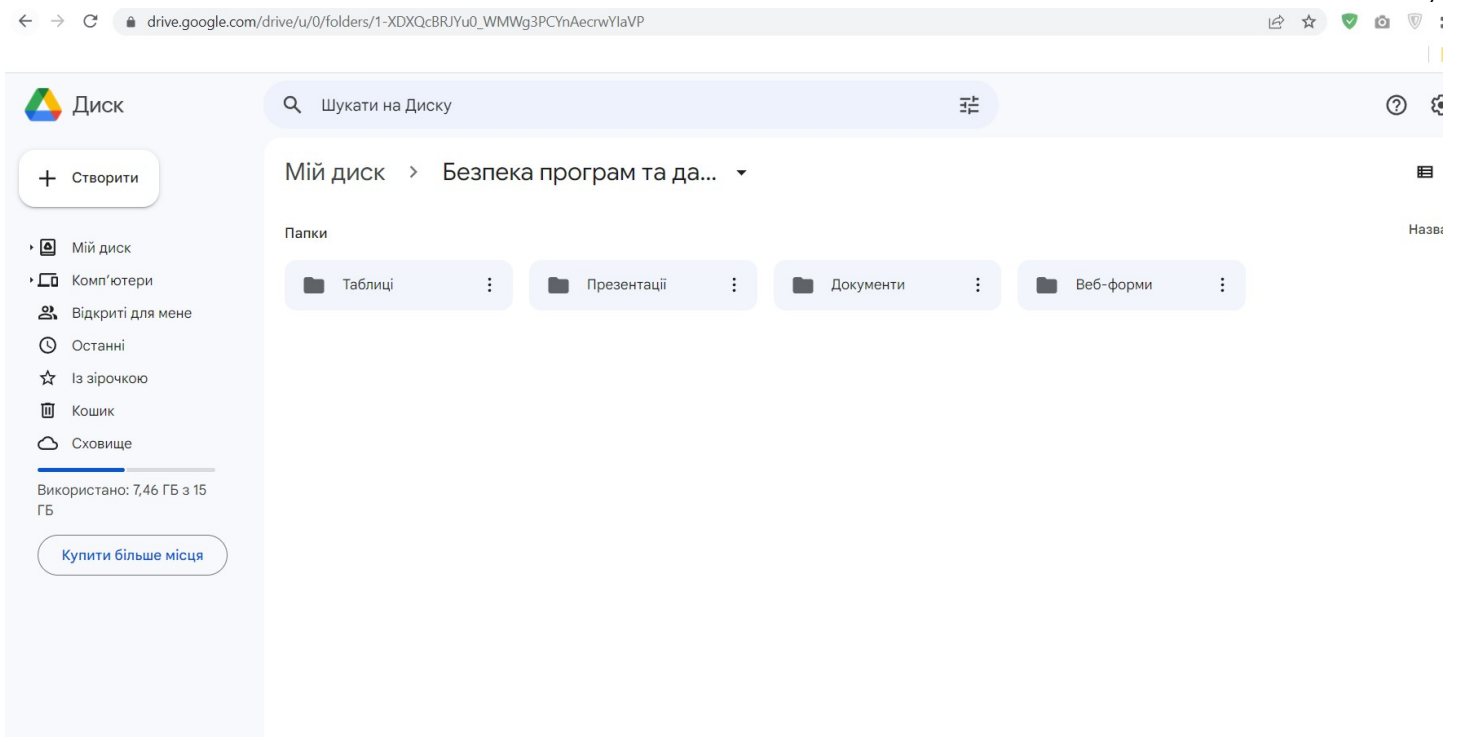 drive.google.com/drive/u/0/folders/1-XDXQcBRJYu0_WMWg3PCYnAecrwYIaVP
Диск
Шукати на Диску
Створити
Мій диск > Безпека програм та да...
Папки
Назва
Мій диск
Комп'ютери
Відкриті для мене
Останні
Із зірочкою
Кошик
Сховище
Таблиці
Презентації
Документи
Веб-форми
Використано: 7,46 ГБ з 15
ГБ
Купити більше місця